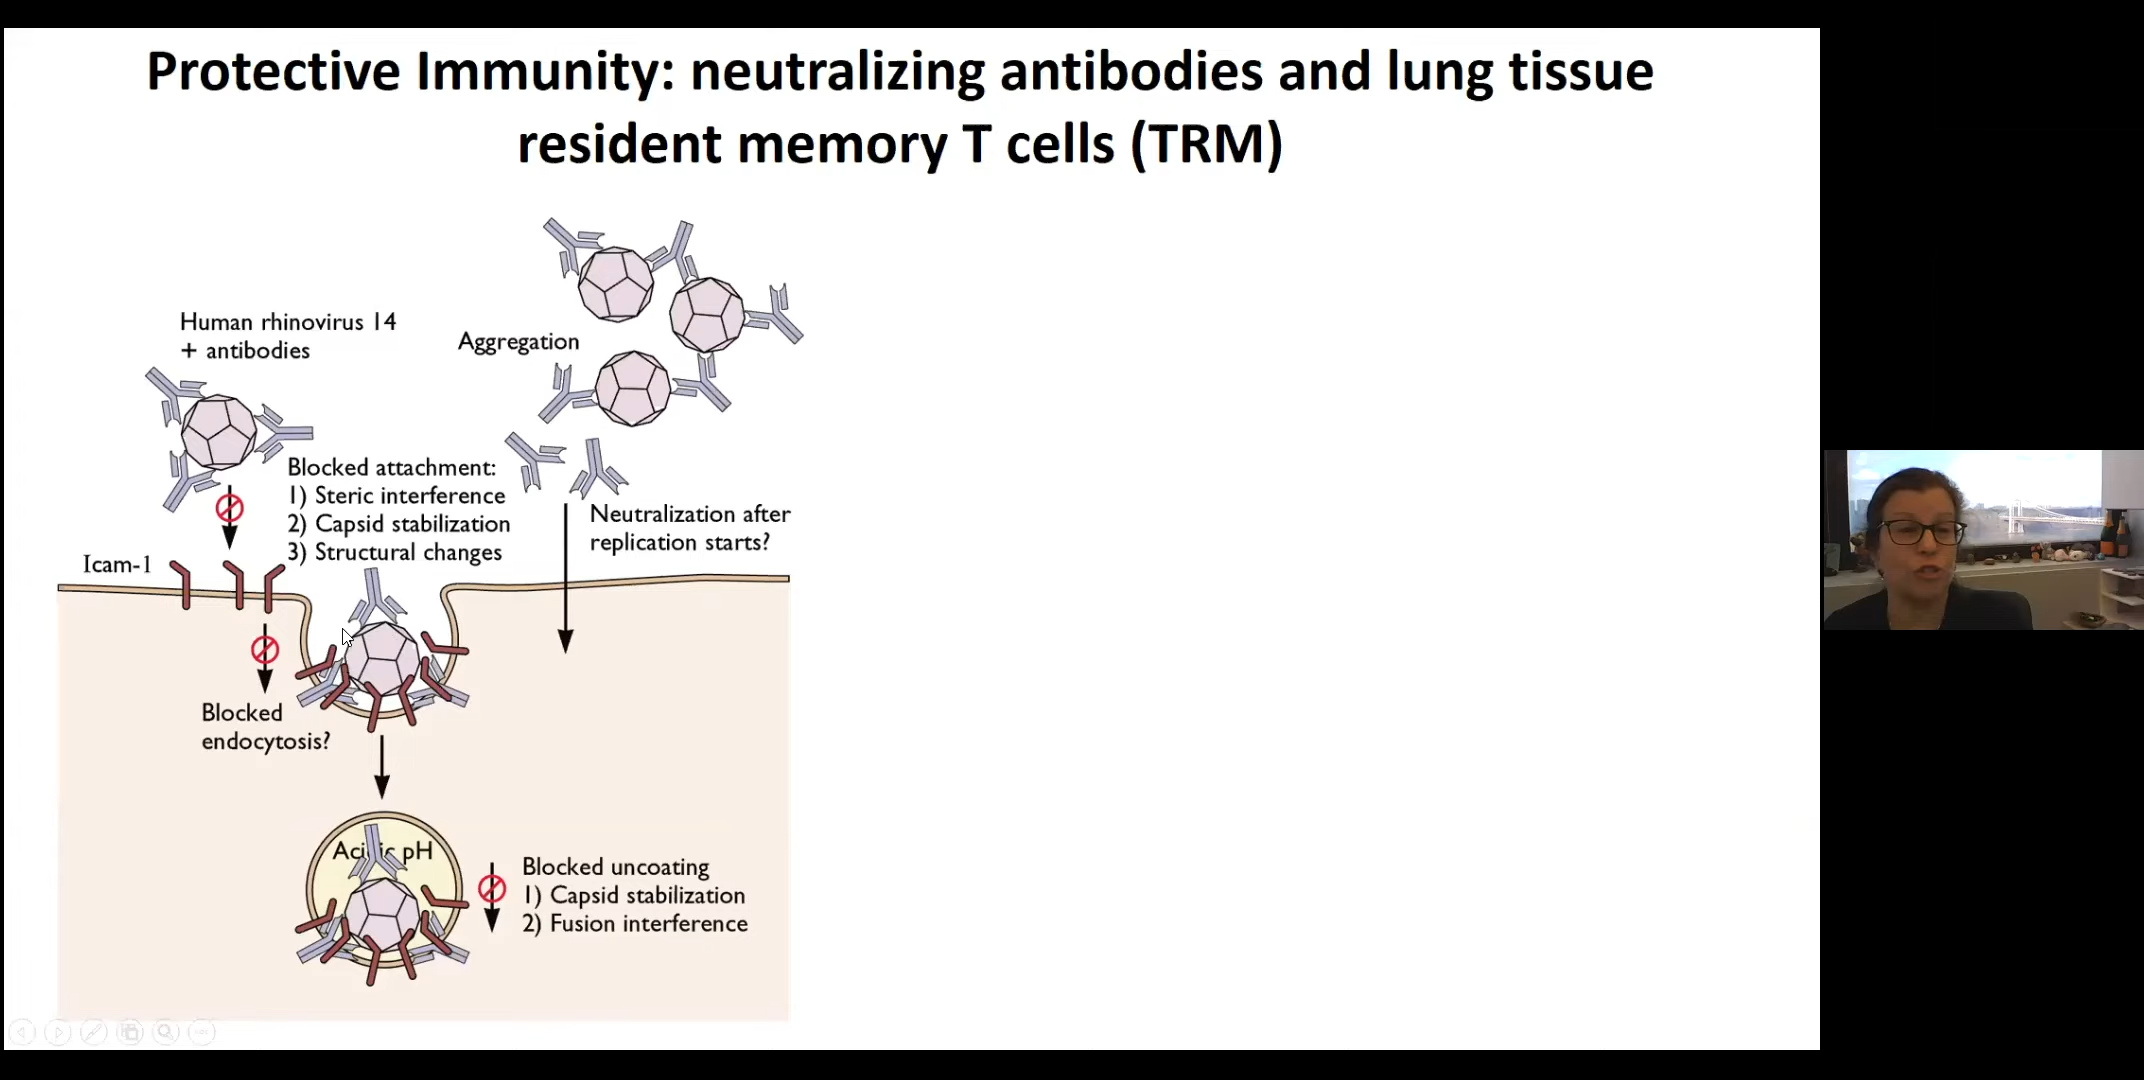 Protective Immunity: neutralizing antibodies and lung tissue
resident memory T cells (TRM)
Human rhinovirus 14
+ antibodies
Aggregation
Blocked attachment:
1) Steric interference
2) Capsid stabilization
3) Structural changes
Neutralization after
replication starts?
Icam-1
Blocked
endocytosis?
Acidic pH
Blocked uncoating
1) Capsid stabilization
2) Fusion interference